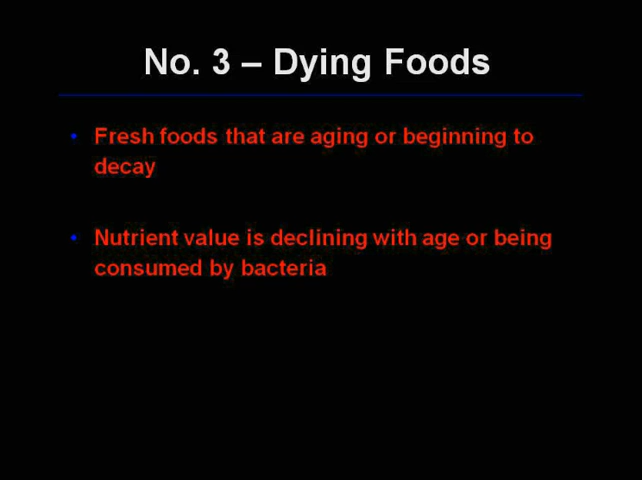 No. 3 – Dying Foods
• Fresh foods that are aging or beginning to
decay
• Nutrient value is declining with age or being
consumed by bacteria